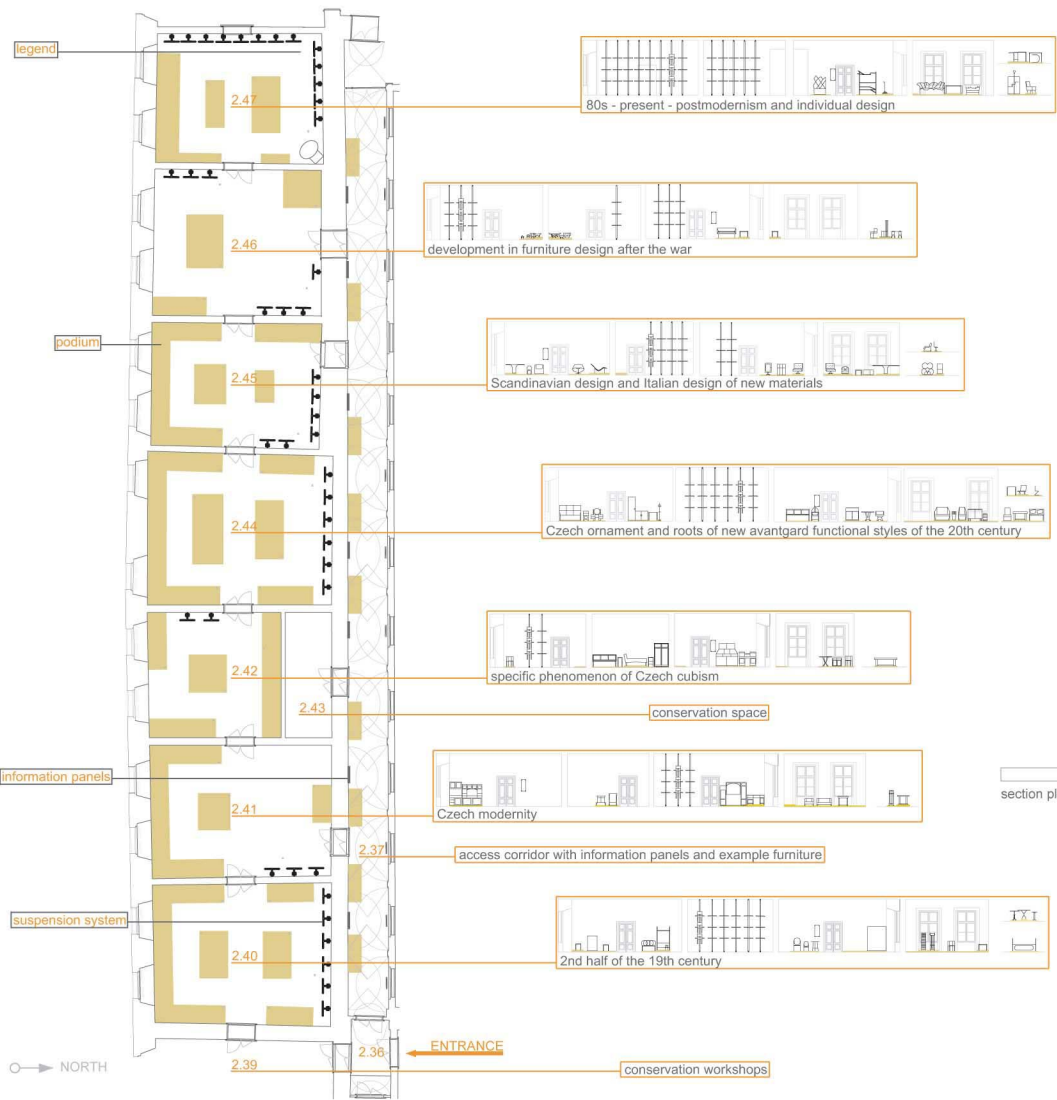 legend
2.47
80s - present - postmodernism and individual design
2.46
development in furniture design after the war
podium
2.45
Scandinavian design and Italian design of new materials
2.44
Czech ornament and roots of new avantgard functional styles of the 20th century
2.42
specific phenomenon of Czech cubism
2.43
conservation space
information panels
section pl
2.41
Czech modernity
2.37
access corridor with information panels and example furniture
suspension system
2.40
2nd half of the 19th century
2.36
ENTRANCE
NORTH
2.39
conservation workshops